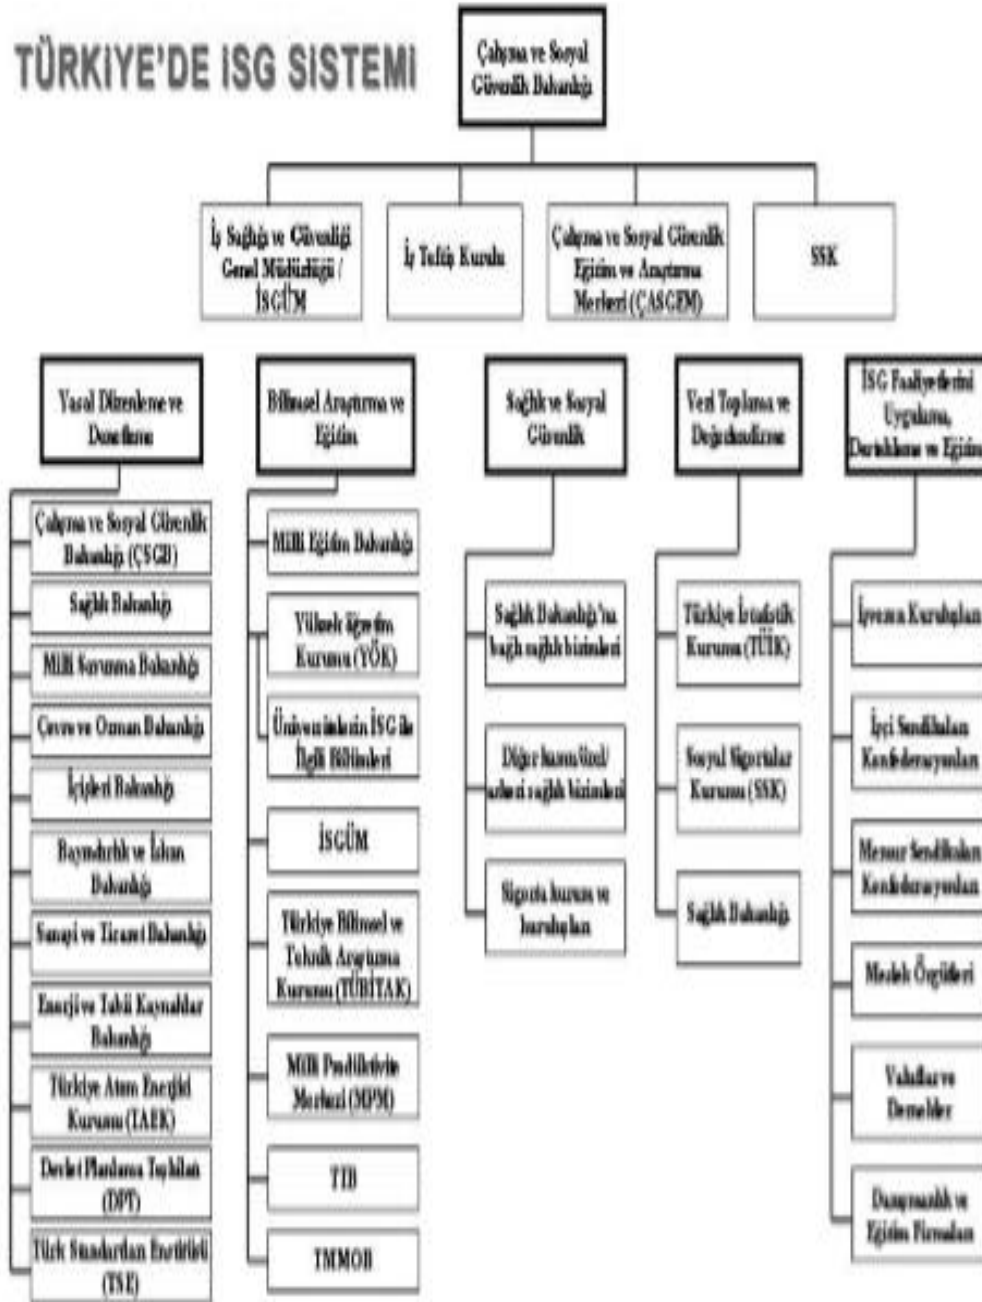 TÜRKİYE'DE İSG SİSTEMİ
Çalışma ve Sosyal
Güvenlik Bakanlığı
İş Sağlığı ve Güvenliği
Genel Müdürlüğü /
İSGÜM
İş Teftiş Kurulu
Çalışma ve Sosyal Güvenlik
Eğitim ve Araştırma
Merkezi (ÇASGEM)
SSK
Yasal Düzenleme ve
Denetleme
Çalışma ve Sosyal Güvenlik
Bakanlığı (ÇSGB)
Sağlık Bakanlığı
Milli Savunma Bakanlığı
Çevre ve Orman Bakanlığı
İçişleri Bakanlığı
Bayındırlık ve İskan
Bakanlığı
Sanayi ve Ticaret Bakanlığı
Enerji ve Tabii Kaynaklar
Bakanlığı
Türkiye Atom Enerjisi
Kurumu (TAEK)
Devlet Planlama Teşkilatı
(DPT)
Türk Standartları Enstitüsü
(TSE)
Bilimsel Araştırma ve
Eğitim
Milli Eğitim Bakanlığı
Yüksek öğretim
Kurumu (YÖK)
Üniversitelerin İSG ile
İlgili Bölümleri
İSGÜM
Türkiye Bilimsel ve
Teknik Araştırma
Kurumu (TÜBİTAK)
Milli Prodüktivite
Merkezi (MPM)
TTB
TMMOB
Sağlık ve Sosyal
Güvenlik
Sağlık Bakanlığı'na
bağlı sağlık birimleri
Diğer kamu/özel/
askeri sağlık birimleri
Sigorta kurum ve
kuruluşları
Veri Toplama ve
Değerlendirme
Türkiye İstatistik
Kurumu (TÜİK)
Sosyal Sigortalar
Kurumu (SSK)
Sağlık Bakanlığı
İSG Faaliyetlerini
Uygulama,
Destekleme ve Eğitim
İşveren Kuruluşları
İşçi Sendikaları
Konfederasyonları
Memur Sendikaları
Konfederasyonları
Meslek Örgütleri
Vakıflar ve
Dernekler
Danışmanlık ve
Eğitim Firmaları